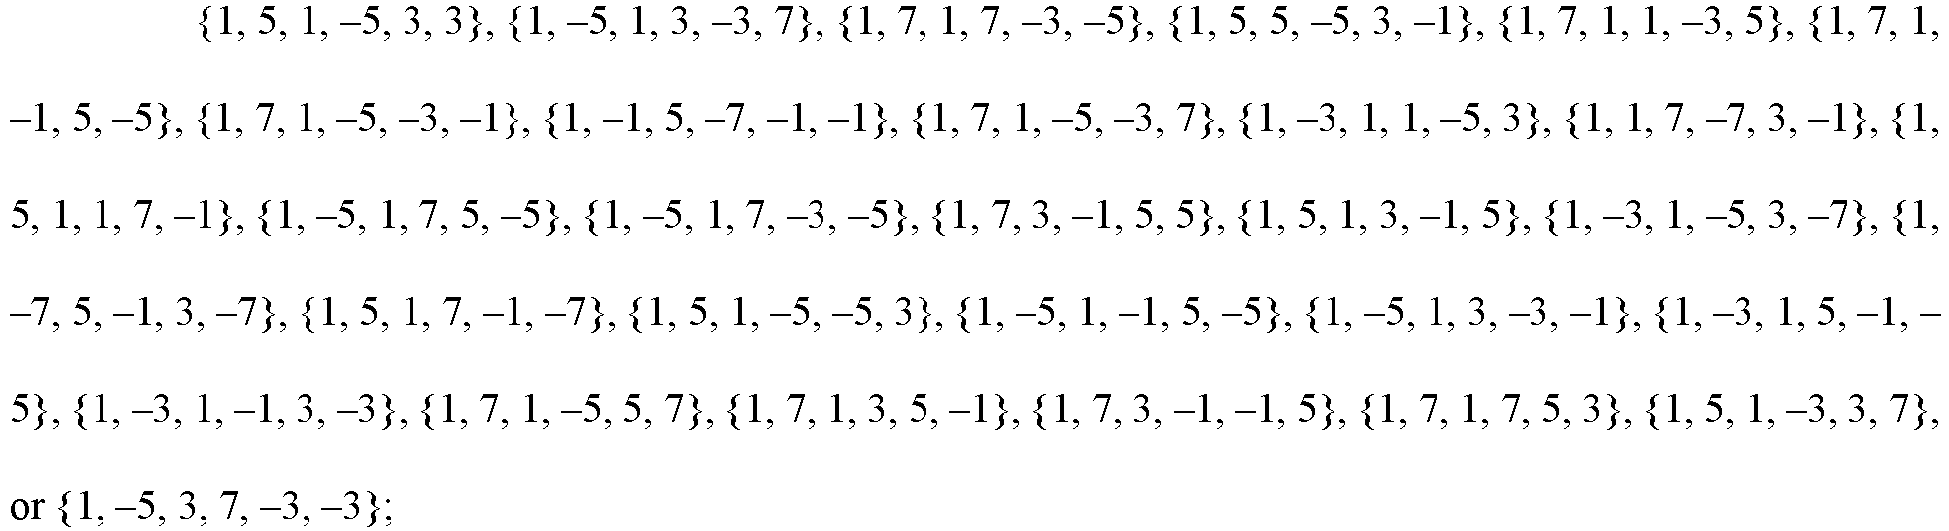 {1, 5, 1, –5, 3, 3}, {1, –5, 1, 3, –3, 7}, {1, 7, 1, 7, –3, –5}, {1, 5, 5, –5, 3, –1}, {1, 7, 1, 1, –3, 5}, {1, 7, 1,
–1, 5, –5}, {1, 7, 1, –5, –3, –1}, {1, –1, 5, –7, –1, –1}, {1, 7, 1, –5, –3, 7}, {1, –3, 1, 1, –5, 3}, {1, 1, 7, –7, 3, –1}, {1,
5, 1, 1, 7, –1}, {1, –5, 1, 7, 5, –5}, {1, –5, 1, 7, –3, –5}, {1, 7, 3, –1, 5, 5}, {1, 5, 1, 3, –1, 5}, {1, –3, 1, –5, 3, –7}, {1,
–7, 5, –1, 3, –7}, {1, 5, 1, 7, –1, –7}, {1, 5, 1, –5, –5, 3}, {1, –5, 1, –1, 5, –5}, {1, –5, 1, 3, –3, –1}, {1, –3, 1, 5, –1, –
5}, {1, –3, 1, –1, 3, –3}, {1, 7, 1, –5, 5, 7}, {1, 7, 1, 3, 5, –1}, {1, 7, 3, –1, –1, 5}, {1, 7, 1, 7, 5, 3}, {1, 5, 1, –3, 3, 7},
or {1, –5, 3, 7, –3, –3};